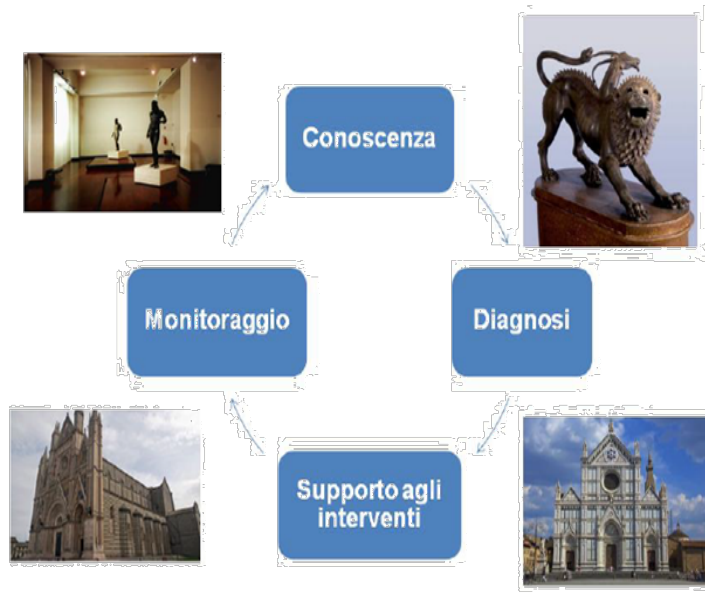 Conoscenza
Monitoraggio
Diagnosi
Supporto agli
interventi